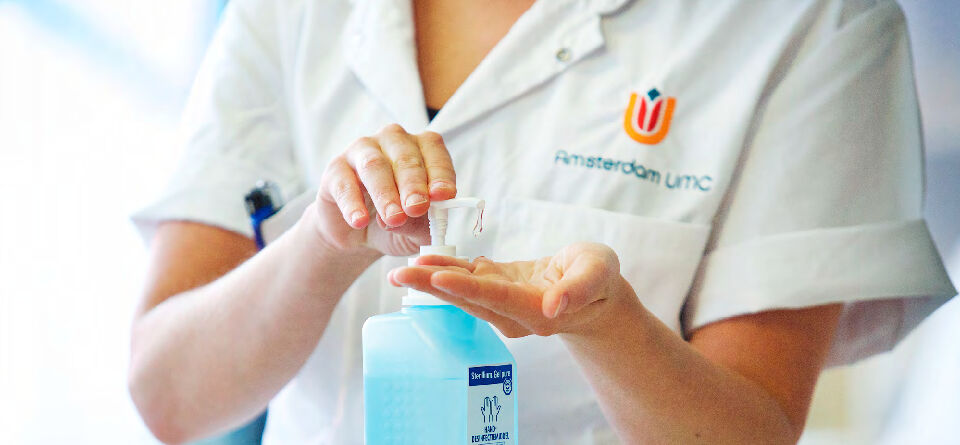 Amsterdam UMC
Sterillium Gel pure
HAND-
DESINFECTIEMIDDEL